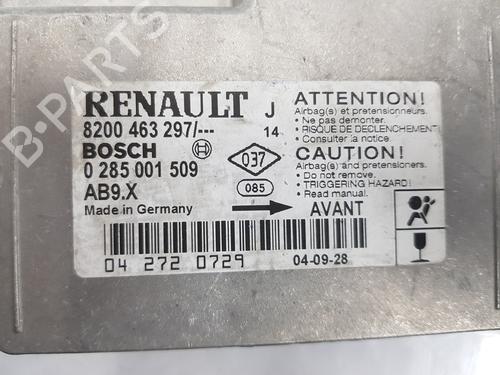 RENAULT J
8200 463 297/--- 14
BOSCH
0 285 001 509
AB9.X
Made in Germany
037
085
AVANT
04 272 0729
04-09-28
ATTENTION!
Airbag(s) et pretensionneurs.
• Ne pas demonter.
• RISQUE DE DECLENCHEMENT!
• Consulter la notice.
CAUTION!
Airbag(s) and pretensioners.
• Do not remove.
• TRIGGERING HAZARD!
• Read manual.
B-PARTS